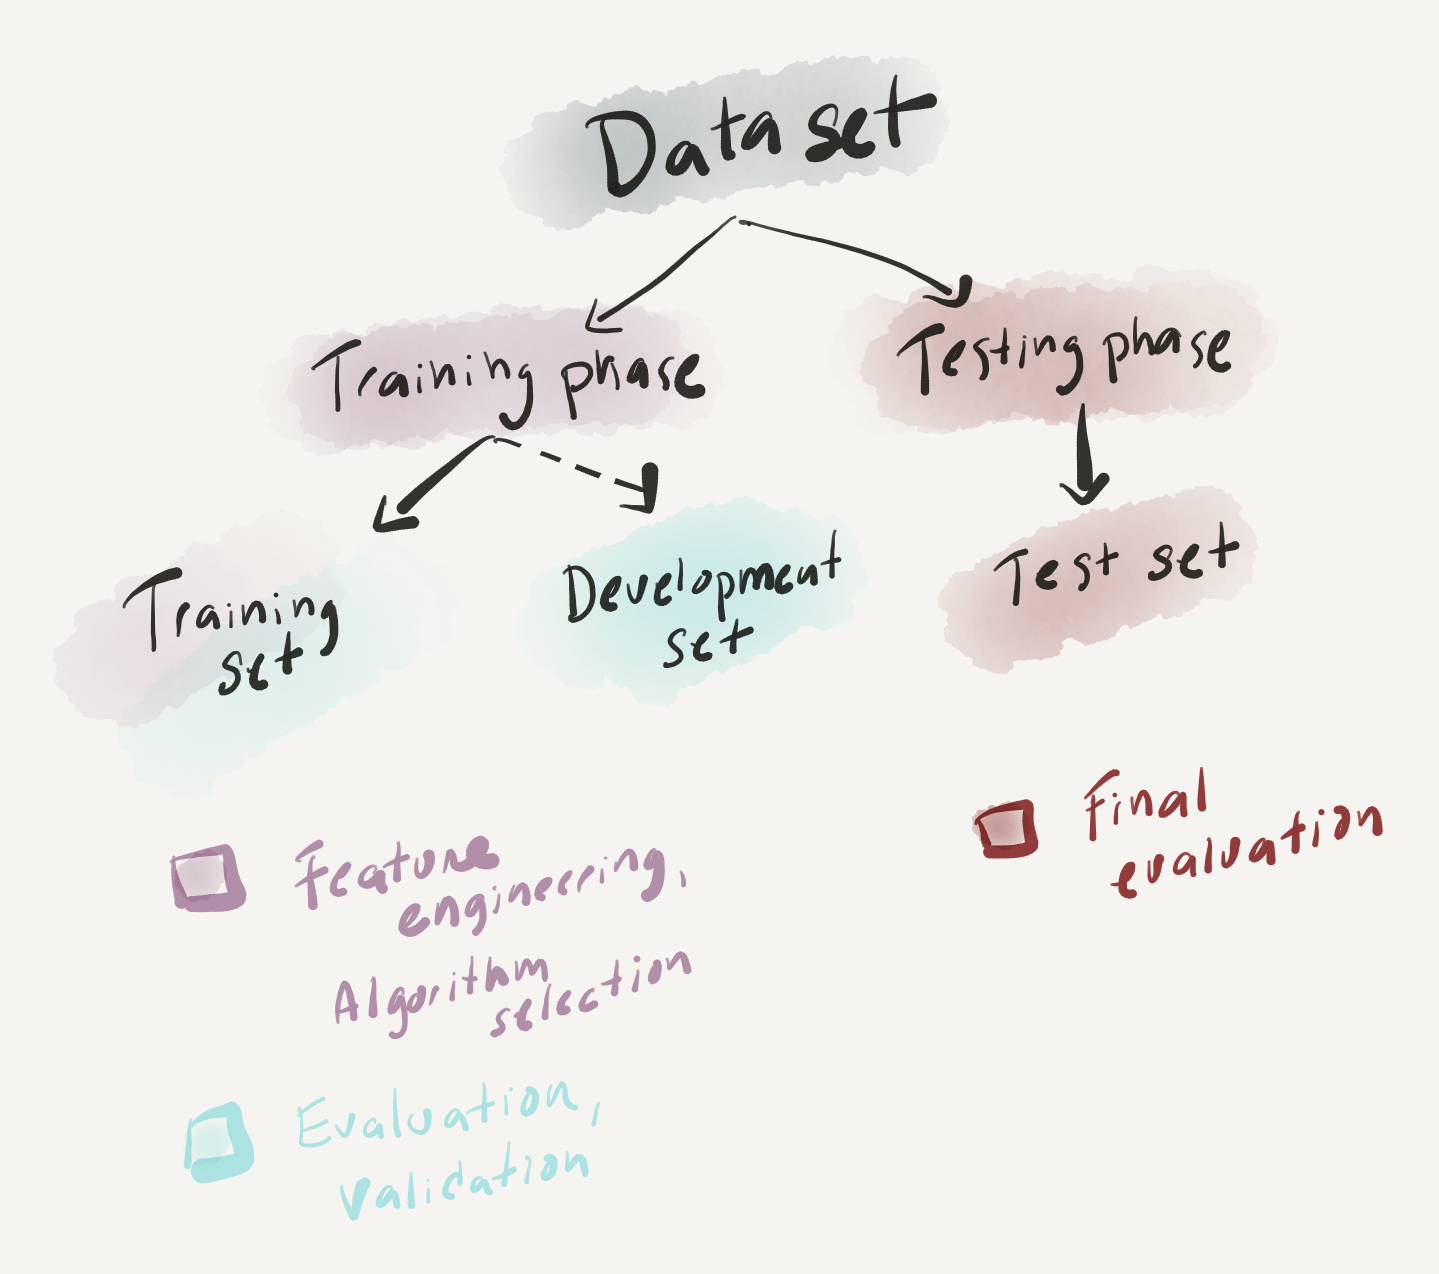 Data set
Training phase
Testing phase
Training
set
Development
set
Test set
Feature
engineering,
Algorithm
selection
Evaluation,
validation
Final
evaluation